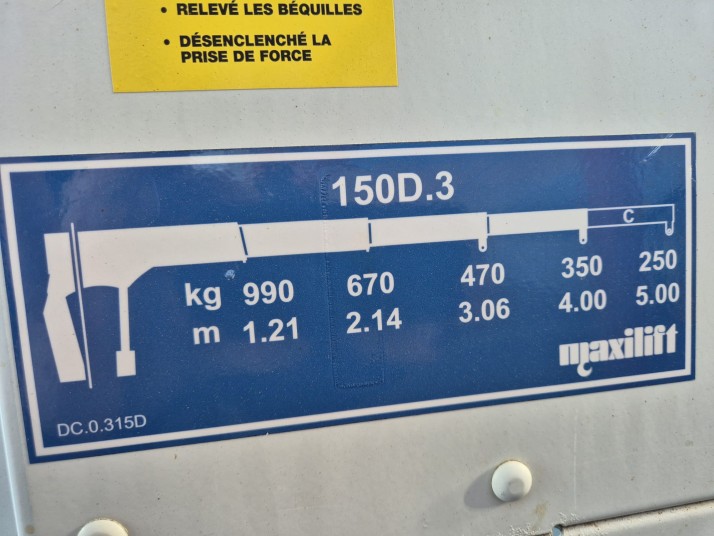 • RELEVÉ LES BÉQUILLES
• DÉSENCLENCHÉ LA
PRISE DE FORCE
150D.3
C
kg 990 670 470 350 250
m 1.21 2.14 3.06 4.00 5.00
maxilift
DC.0.315D